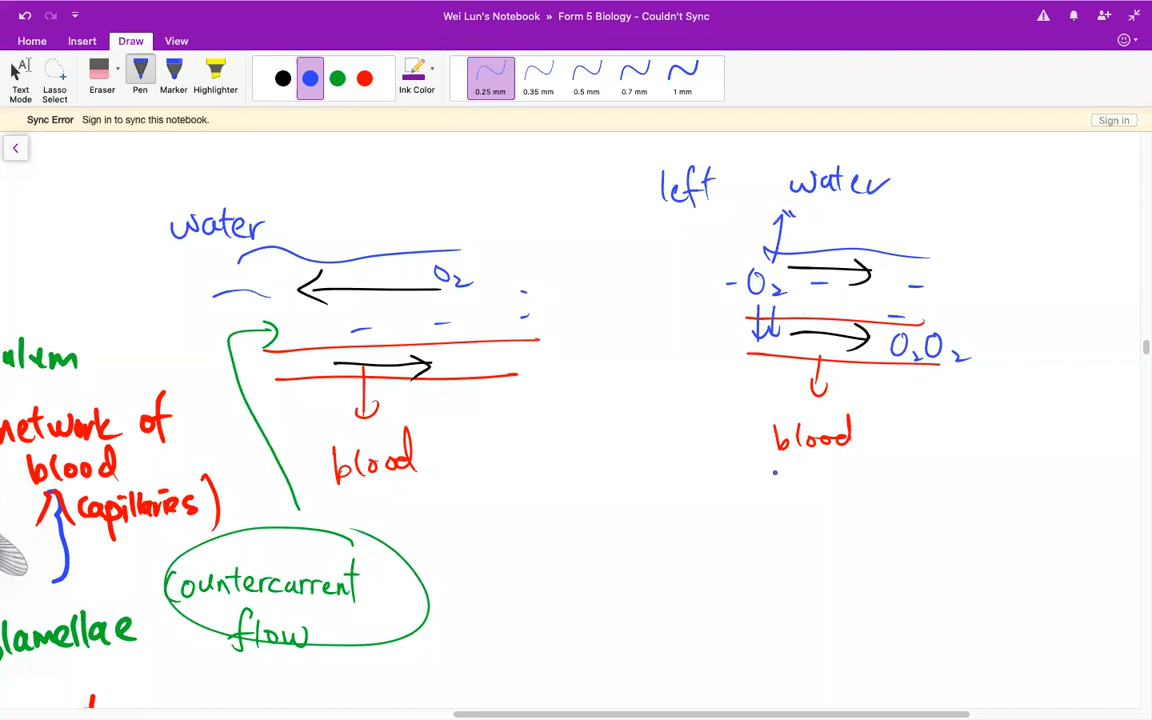 Wei Lun's Notebook » Form 5 Biology - Couldn't Sync
Home Insert Draw View
Text Mode
Lasso Select
Eraser
Pen
Marker
Highlighter
Ink Color
0.25 mm
0.35 mm
0.5 mm
0.7 mm
1 mm
Sync Error Sign in to sync this notebook.
Sign in
left water
water
O₂
O₂
O₂O₂
blood
blood
network of
blood
capillaries)
Countercurrent
flow
lamellae